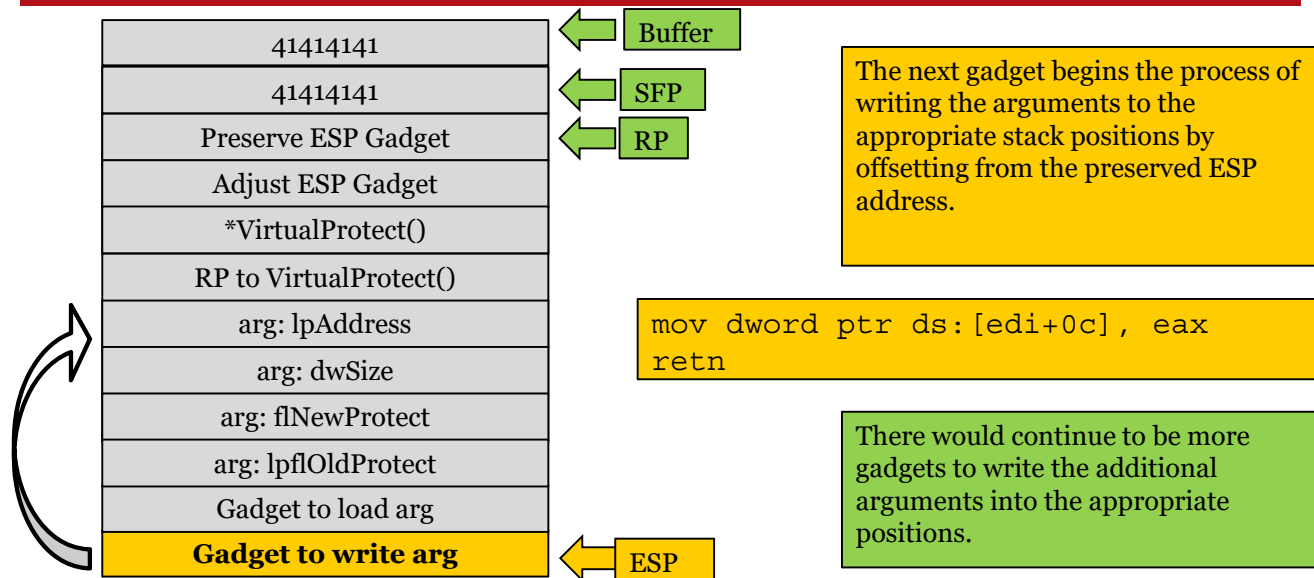 41414141
Buffer
41414141
SFP
Preserve ESP Gadget
RP
Adjust ESP Gadget
*VirtualProtect()
RP to VirtualProtect()
arg: lpAddress
arg: dwSize
arg: flNewProtect
arg: lpflOldProtect
Gadget to load arg
Gadget to write arg
ESP
The next gadget begins the process of
writing the arguments to the
appropriate stack positions by
offsetting from the preserved ESP
address.
mov dword ptr ds:[edi+0c], eax
retn
There would continue to be more
gadgets to write the additional
arguments into the appropriate
positions.